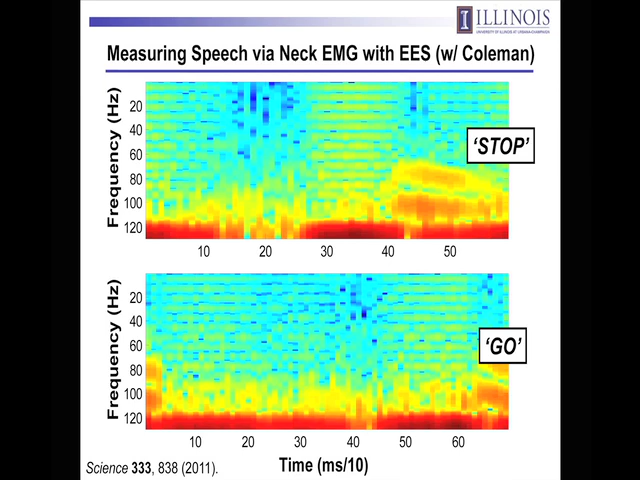 ILLINOIS
UNIVERSITY OF ILLINOIS AT URBANA-CHAMPAIGN
Measuring Speech via Neck EMG with EES (w/ Coleman)
Frequency (Hz)
20
40
60
80
100
120
'STOP'
10 20 30 40 50
Frequency (Hz)
20
40
60
80
100
120
'GO'
10 20 30 40 50 60
Time (ms/10)
Science 333, 838 (2011).